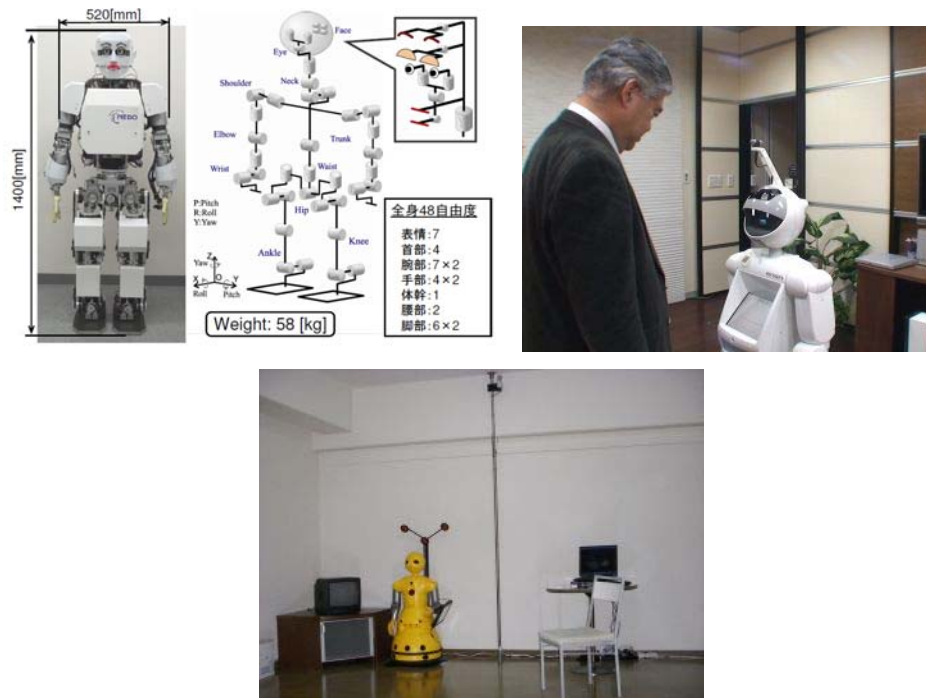 520[mm]
1400[mm]
Face
Eye
Neck
Shoulder
Elbow
Trunk
Wrist
Waist
P:Pitch
R:Roll
Y:Yaw
Hip
Ankle
Knee
Z
Yaw
X
O
Y
Roll
Pitch
Weight: 58 [kg]
全身48自由度
表情:7
首部:4
腕部:7×2
手部:4×2
体幹:1
腰部:2
脚部:6×2